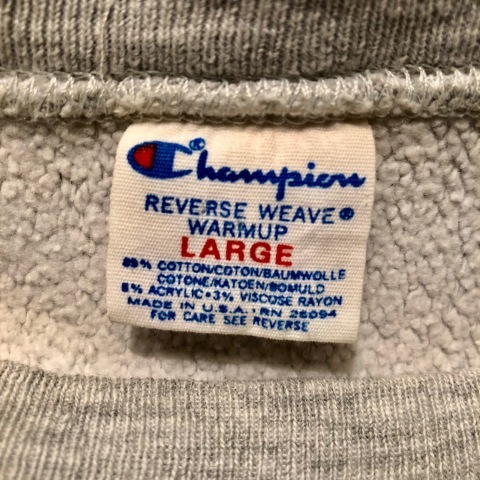 Champion®
REVERSE WEAVE®
WARMUP
LARGE
89% COTTON/COTON/BAUMWOLLE
COTONE/KATOEN/BOMULD
8% ACRYLIC•3% VISCOSE RAYON
MADE IN U.S.A. • RN 26094
FOR CARE SEE REVERSE